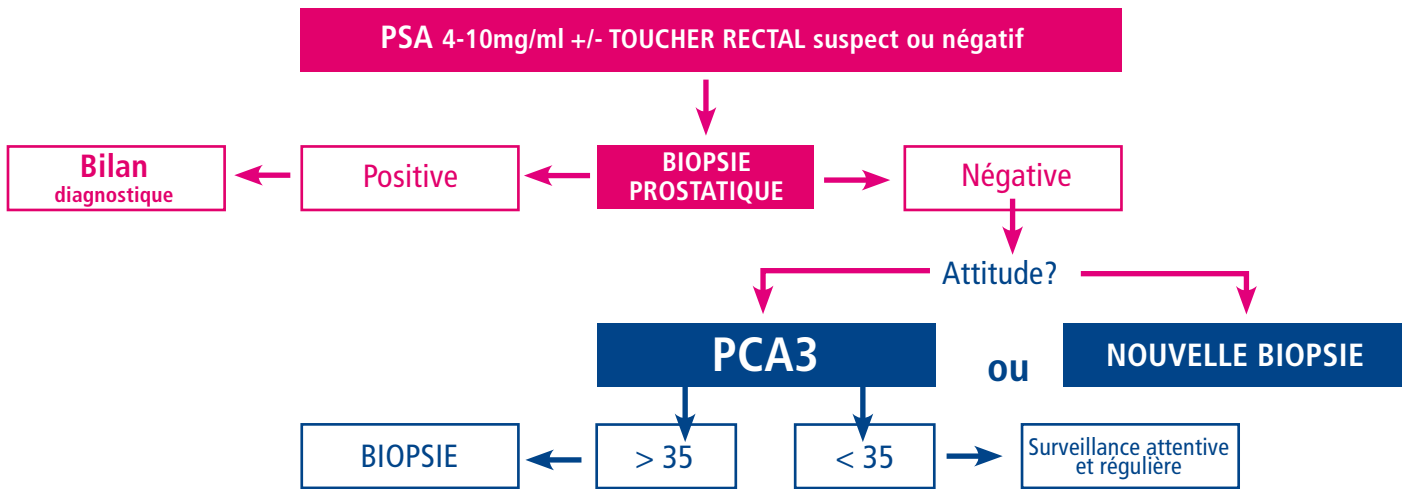 PSA 4-10mg/ml +/- TOUCHER RECTAL suspect ou négatif
Bilan
diagnostique
Positive
BIOPSIE
PROSTATIQUE
Négative
Attitude?
PCA3
ou
NOUVELLE BIOPSIE
BIOPSIE
> 35
< 35
Surveillance attentive
et régulière